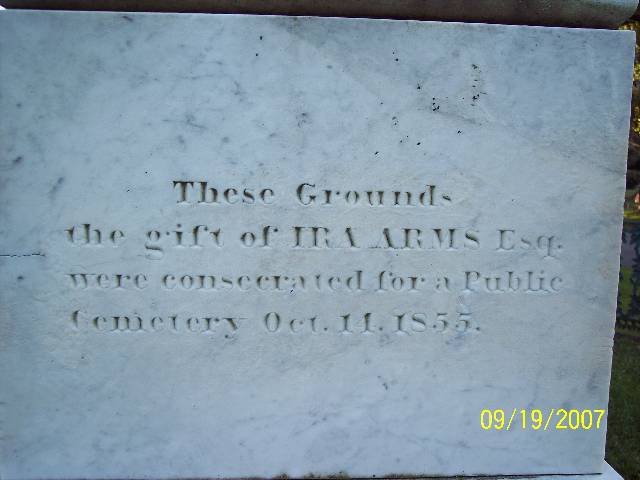 These Grounds
the gift of IRA ARMS Esq.
were consecrated for a Public
Cemetery Oct. 14. 1855.
09/19/2007